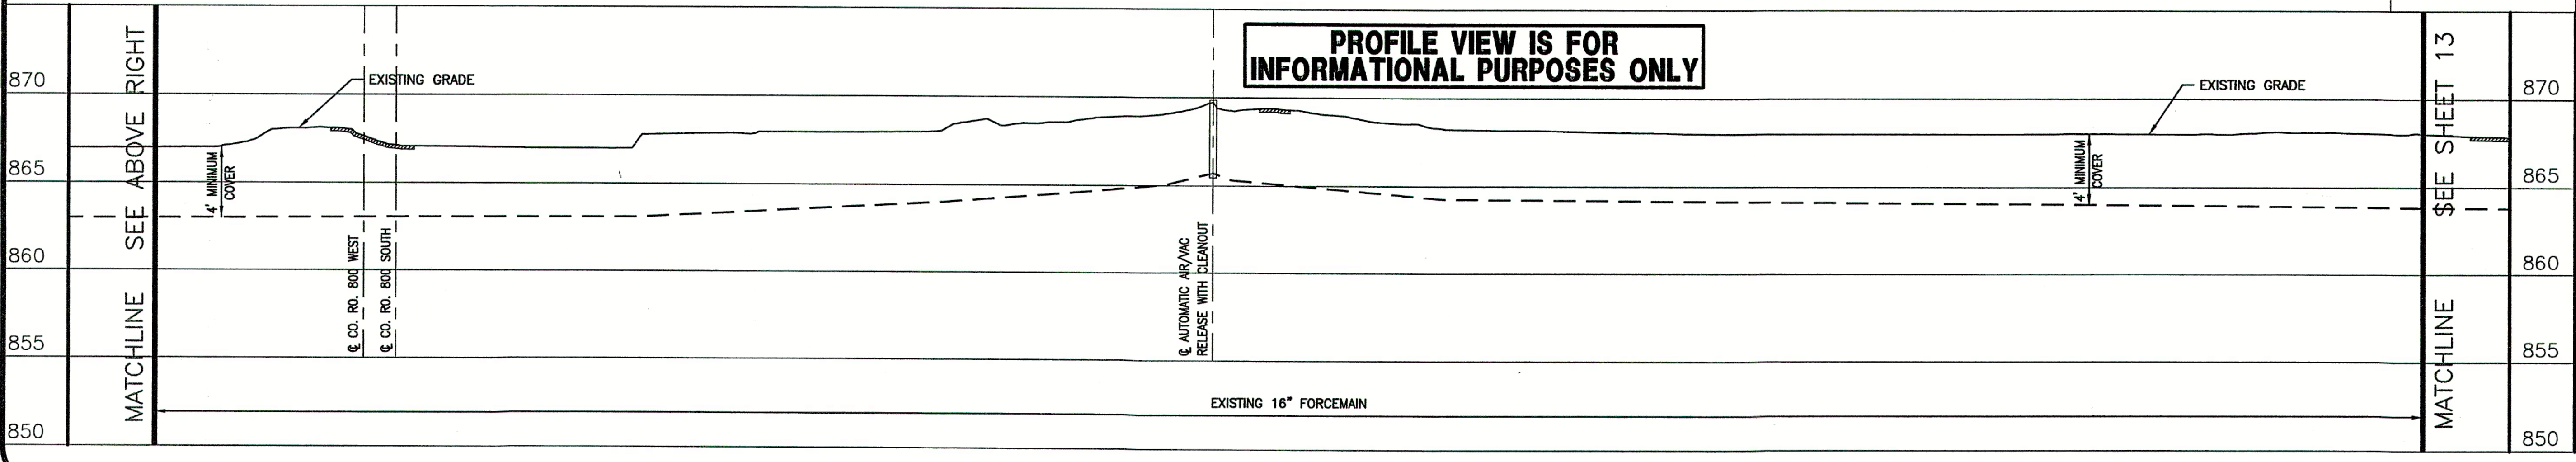 PROFILE VIEW IS FOR
INFORMATIONAL PURPOSES ONLY
870
865
860
855
850
MATCHLINE SEE ABOVE RIGHT
EXISTING GRADE
4' MINIMUM
COVER
℄ CO. RO. 800 WEST
℄ CO. RO. 800 SOUTH
℄ AUTOMATIC AIR/VAC
RELEASE WITH CLEANOUT
EXISTING 16" FORCEMAIN
EXISTING GRADE
4' MINIMUM
COVER
MATCHLINE SEE SHEET 13
870
865
860
855
850